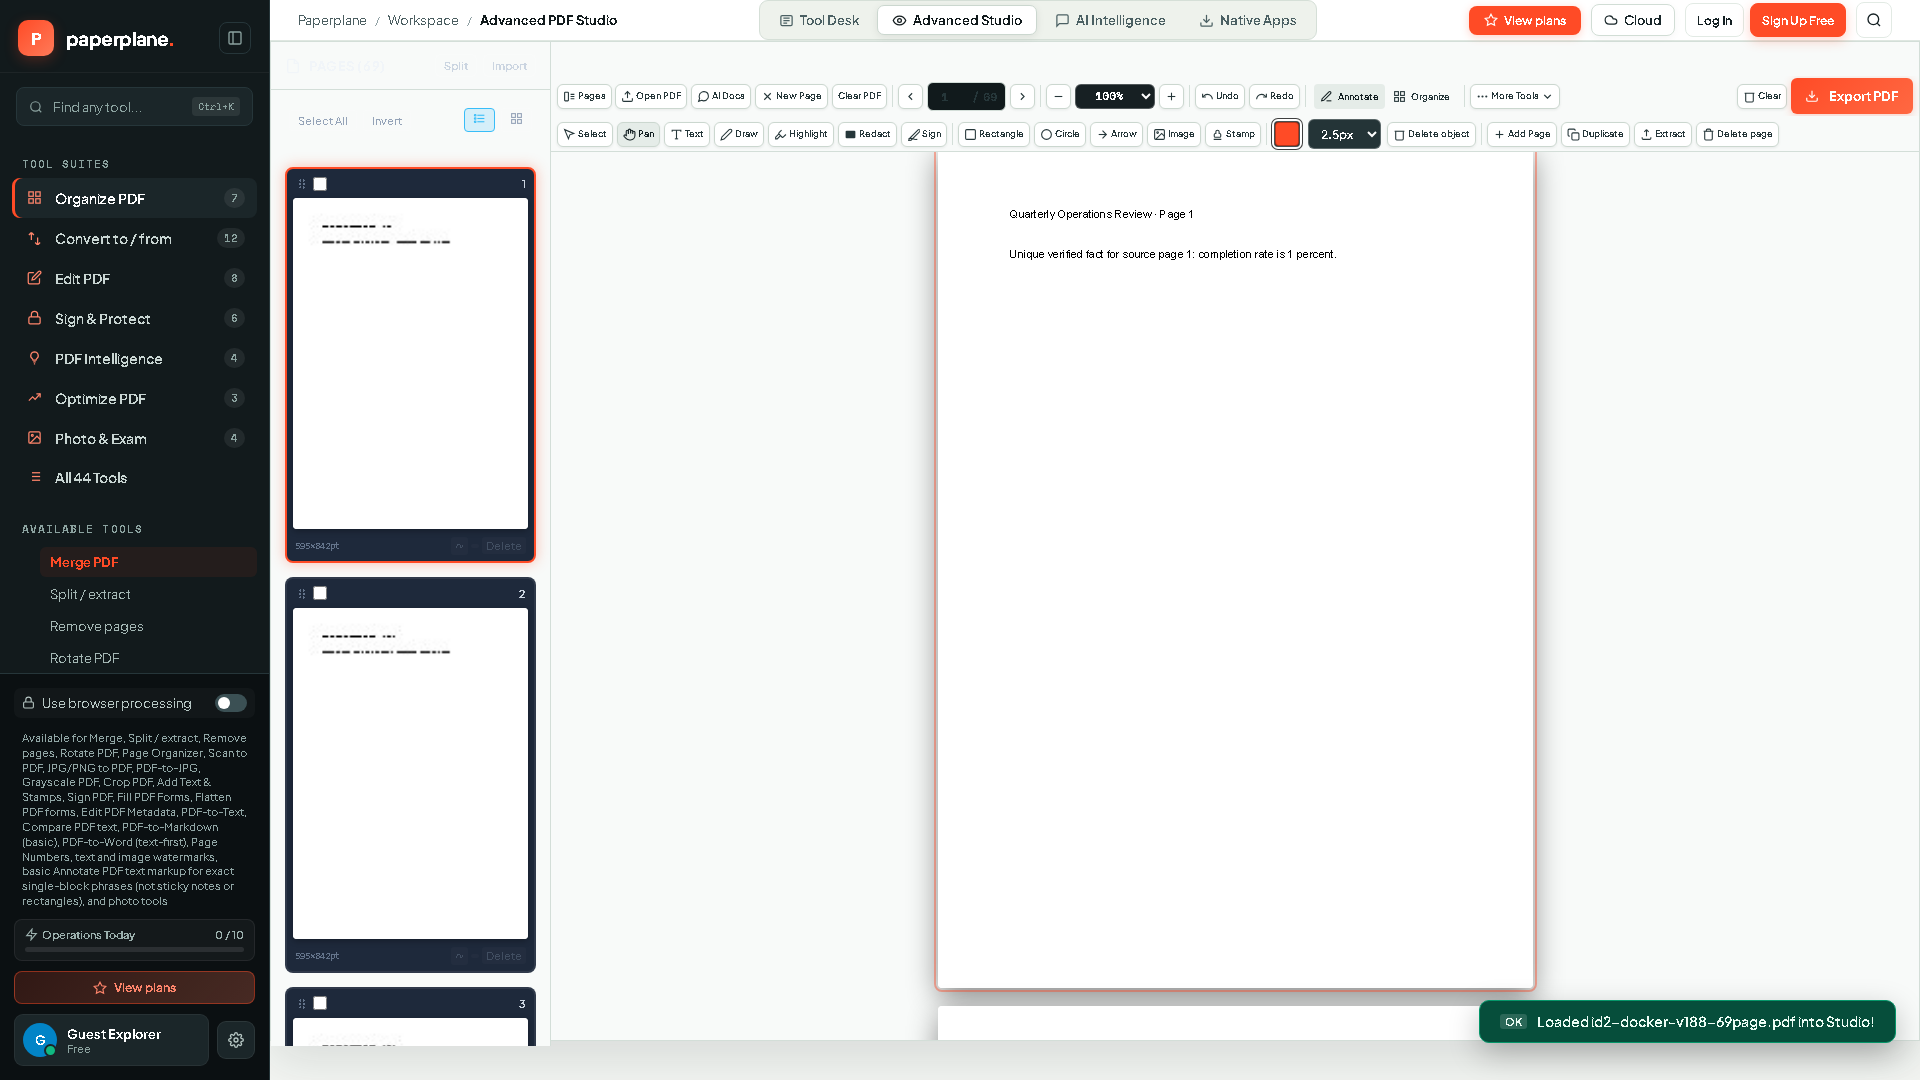 P paperplane.
Find any tool... Ctrl+K
TOOL SUITES
Organize PDF 7
Convert to / from 12
Edit PDF 8
Sign & Protect 6
PDF Intelligence 4
Optimize PDF 3
Photo & Exam 4
All 44 Tools
AVAILABLE TOOLS
Merge PDF
Split / extract
Remove pages
Rotate PDF
Use browser processing
Available for Merge, Split / extract, Remove
pages, Rotate PDF, Page Organizer, Scan to
PDF, JPG/PNG to PDF, PDF-to-JPG,
Grayscale PDF, Crop PDF, Add Text &
Stamps, Sign PDF, Fill PDF Forms, Flatten
PDF forms, Edit PDF Metadata, PDF-to-Text,
Compare PDF text, PDF-to-Markdown
(basic), PDF-to-Word (text-first), Page
Numbers, text and image watermarks,
basic Annotate PDF text markup for exact
single-block phrases (not sticky notes or
rectangles), and photo tools
Operations Today 0 / 10
View plans
G Guest Explorer
Free
Paperplane / Workspace / Advanced PDF Studio
Tool Desk Advanced Studio AI Intelligence Native Apps
View plans Cloud Log In Sign Up Free
PAGES (69) Split Import
Select All Invert
1
595×842pt Delete
2
595×842pt Delete
3
Pages Open PDF AI Docs New Page Clear PDF 1 / 69 100% Undo Redo Annotate Organize More Tools Clear Export PDF
Select Pan Text Draw Highlight Redact Sign Rectangle Circle Arrow Image Stamp 2.5px Delete object Add Page Duplicate Extract Delete page
Quarterly Operations Review · Page 1
Unique verified fact for source page 1: completion rate is 1 percent.
OK Loaded id2-docker-v188-69page.pdf into Studio!